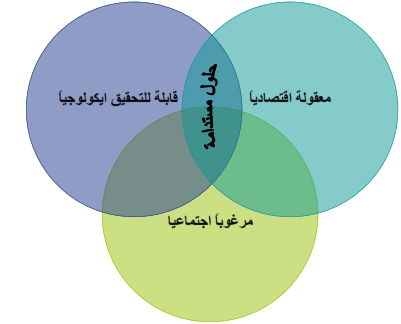 حلول مستدامة
معقولة اقتصادياً
قابلة للتحقيق ايكولوجياً
مرغوباً اجتماعيا